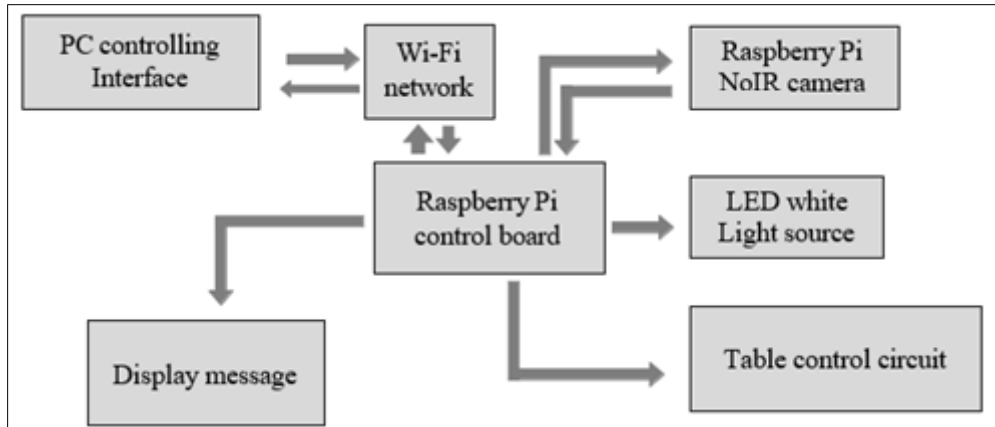 PC controlling
Interface
Wi-Fi
network
Raspberry Pi
NoIR camera
Raspberry Pi
control board
LED white
Light source
Display message
Table control circuit